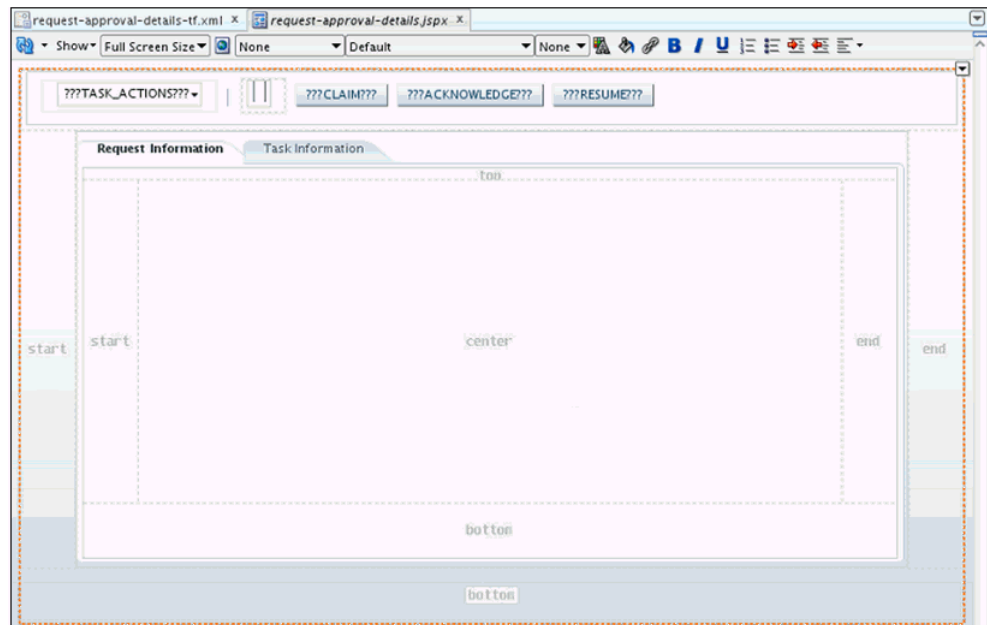 request-approval-details-tf.xml x request-approval-details.jspx x
Show Full Screen Size None Default None B I U
???TASK_ACTIONS??? | [ ] ???CLAIM??? ???ACKNOWLEDGE??? ???RESUME???
Request Information Task Information
top
start start center end end
bottom
bottom